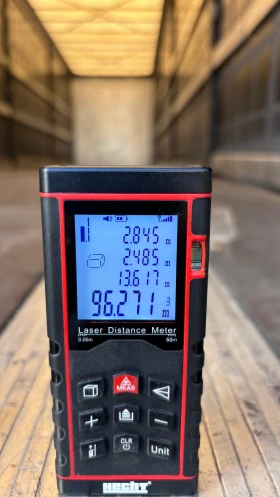 2.845 m
2.485 m
13.617 m
96.271 m³
Laser Distance Meter
0.05m 50m
MEAS
+ −
CLR
Unit
HECHT